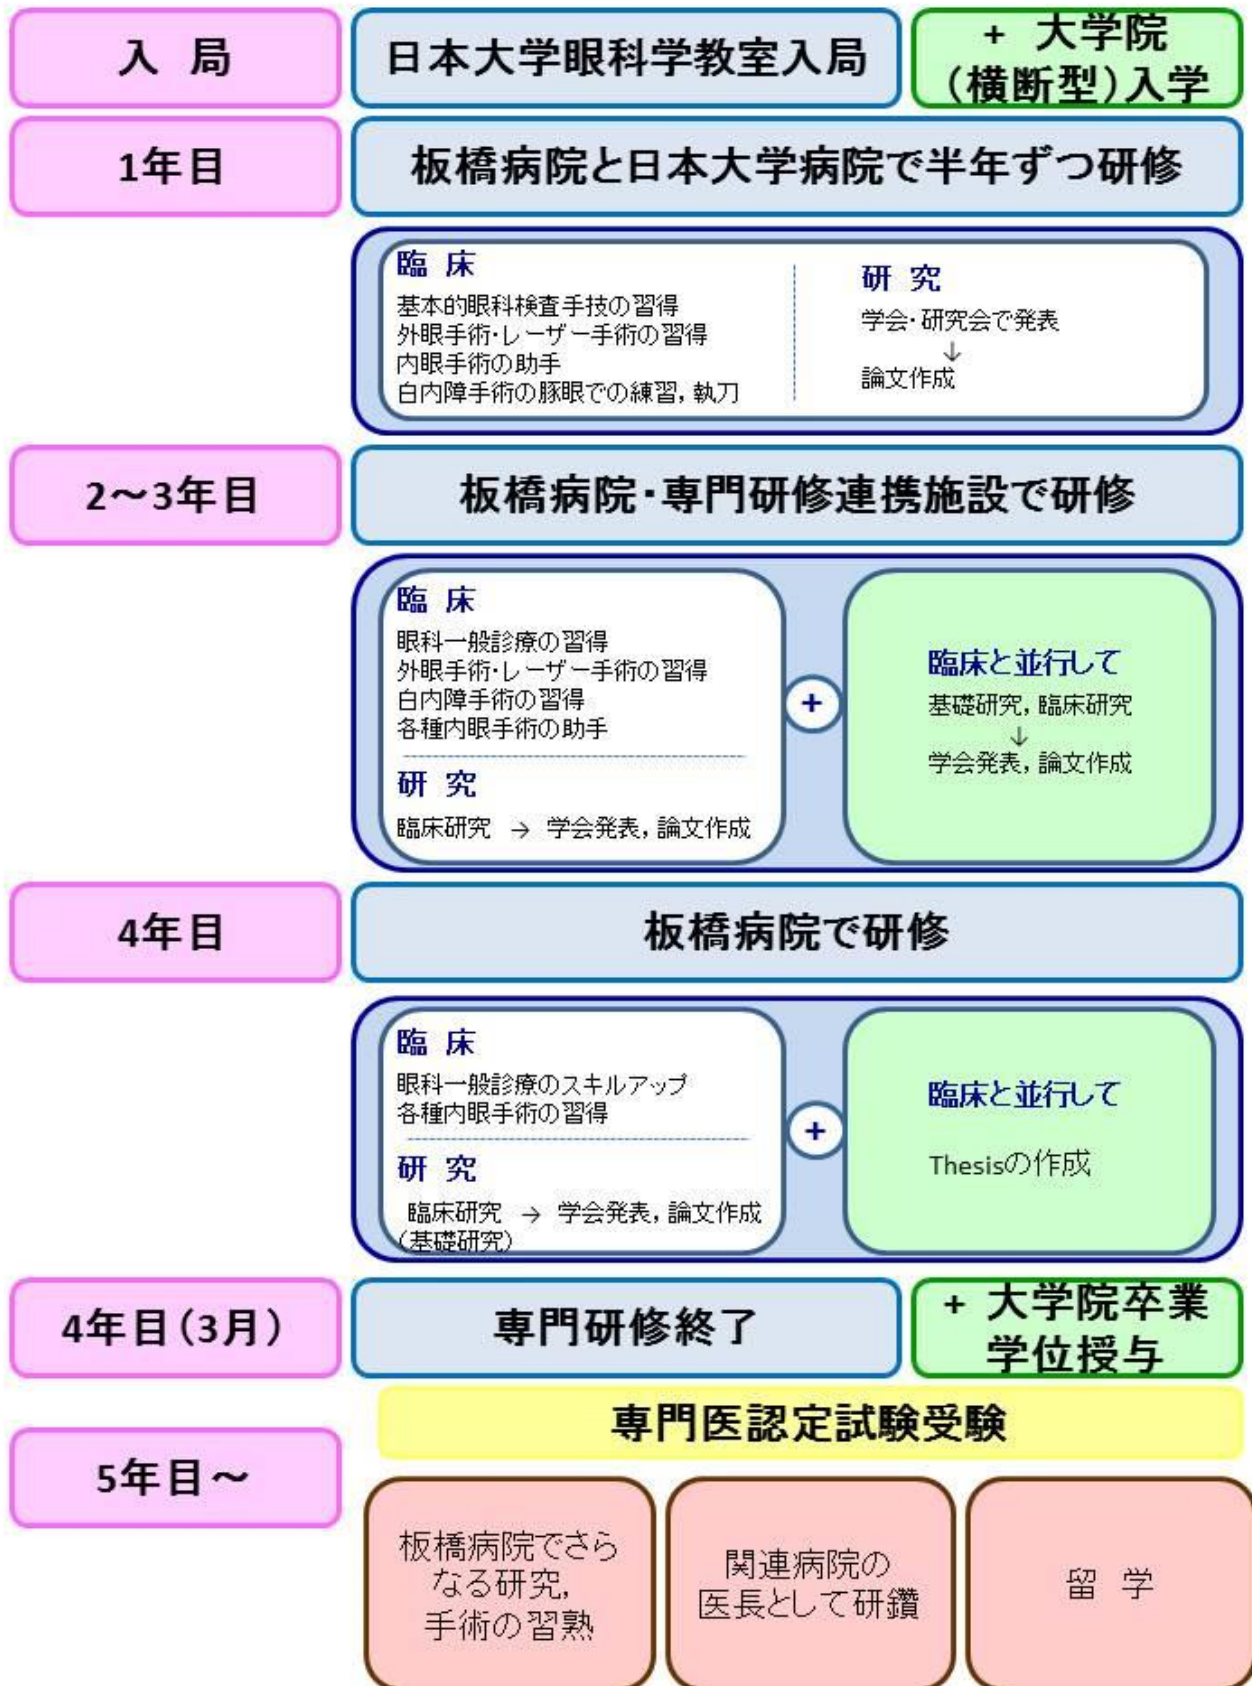 入 局
日本大学眼科学教室入局
+ 大学院
(横断型)入学
1年目
板橋病院と日本大学病院で半年ずつ研修
臨 床
基本的眼科検査手技の習得
外眼手術・レーザー手術の習得
内眼手術の助手
白内障手術の豚眼での練習, 執刀
研 究
学会・研究会で発表
↓
論文作成
2～3年目
板橋病院・専門研修連携施設で研修
臨 床
眼科一般診療の習得
外眼手術・レーザー手術の習得
白内障手術の習得
各種内眼手術の助手
研 究
臨床研究 → 学会発表, 論文作成
+
臨床と並行して
基礎研究, 臨床研究
↓
学会発表, 論文作成
4年目
板橋病院で研修
臨 床
眼科一般診療のスキルアップ
各種内眼手術の習得
研 究
臨床研究 → 学会発表, 論文作成
(基礎研究)
+
臨床と並行して
Thesisの作成
4年目(3月)
専門研修終了
+ 大学院卒業
学位授与
5年目～
専門医認定試験受験
板橋病院でさら
なる研究,
手術の習熟
関連病院の
医長として研鑽
留 学